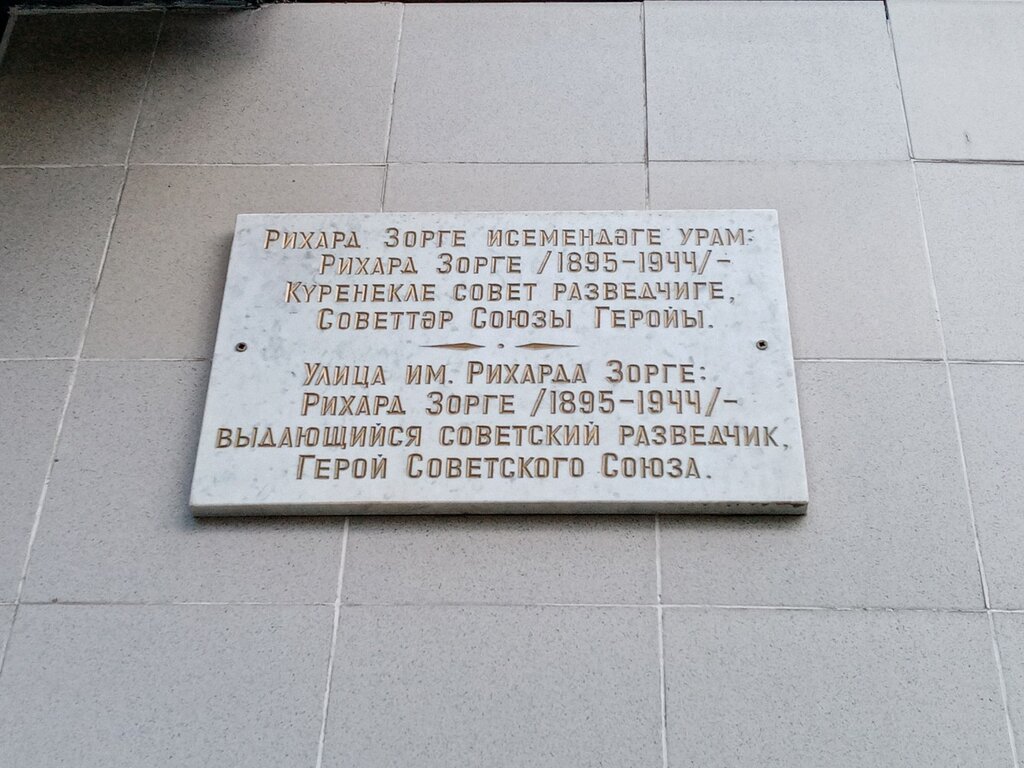 Рихард Зорге исемендәге урам:
Рихард Зорге /1895-1944/-
Күренекле совет разведчиге,
Советтәр Союзы Геройы.
Улица им. Рихарда Зорге:
Рихард Зорге /1895-1944/-
выдающийся советский разведчик,
Герой Советского Союза.